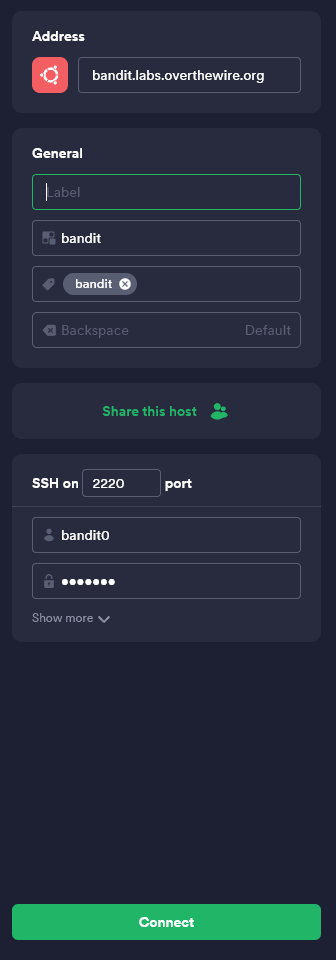 Address
bandit.labs.overthewire.org
General
Label
bandit
bandit
Backspace Default
Share this host
SSH on 2220 port
bandit0
•••••••
Show more
Connect